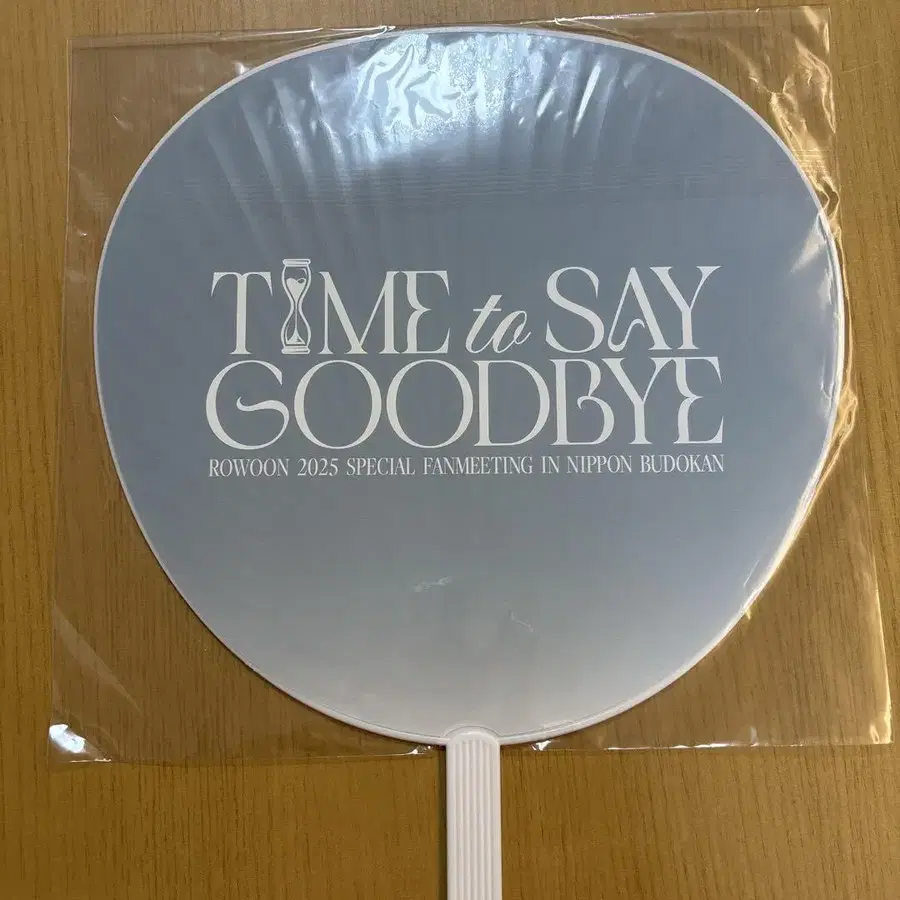 TIME to SAY
GOODBYE
ROWOON 2025 SPECIAL FANMEETING IN NIPPON BUDOKAN